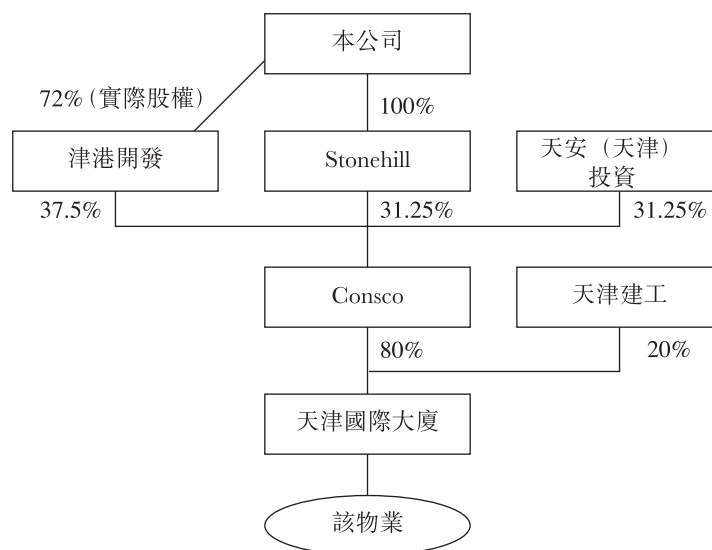 本公司
72%（實際股權）
100%
津港開發
Stonehill
天安（天津）
投資
37.5%
31.25%
31.25%
Consco
天津建工
80%
20%
天津國際大廈
該物業